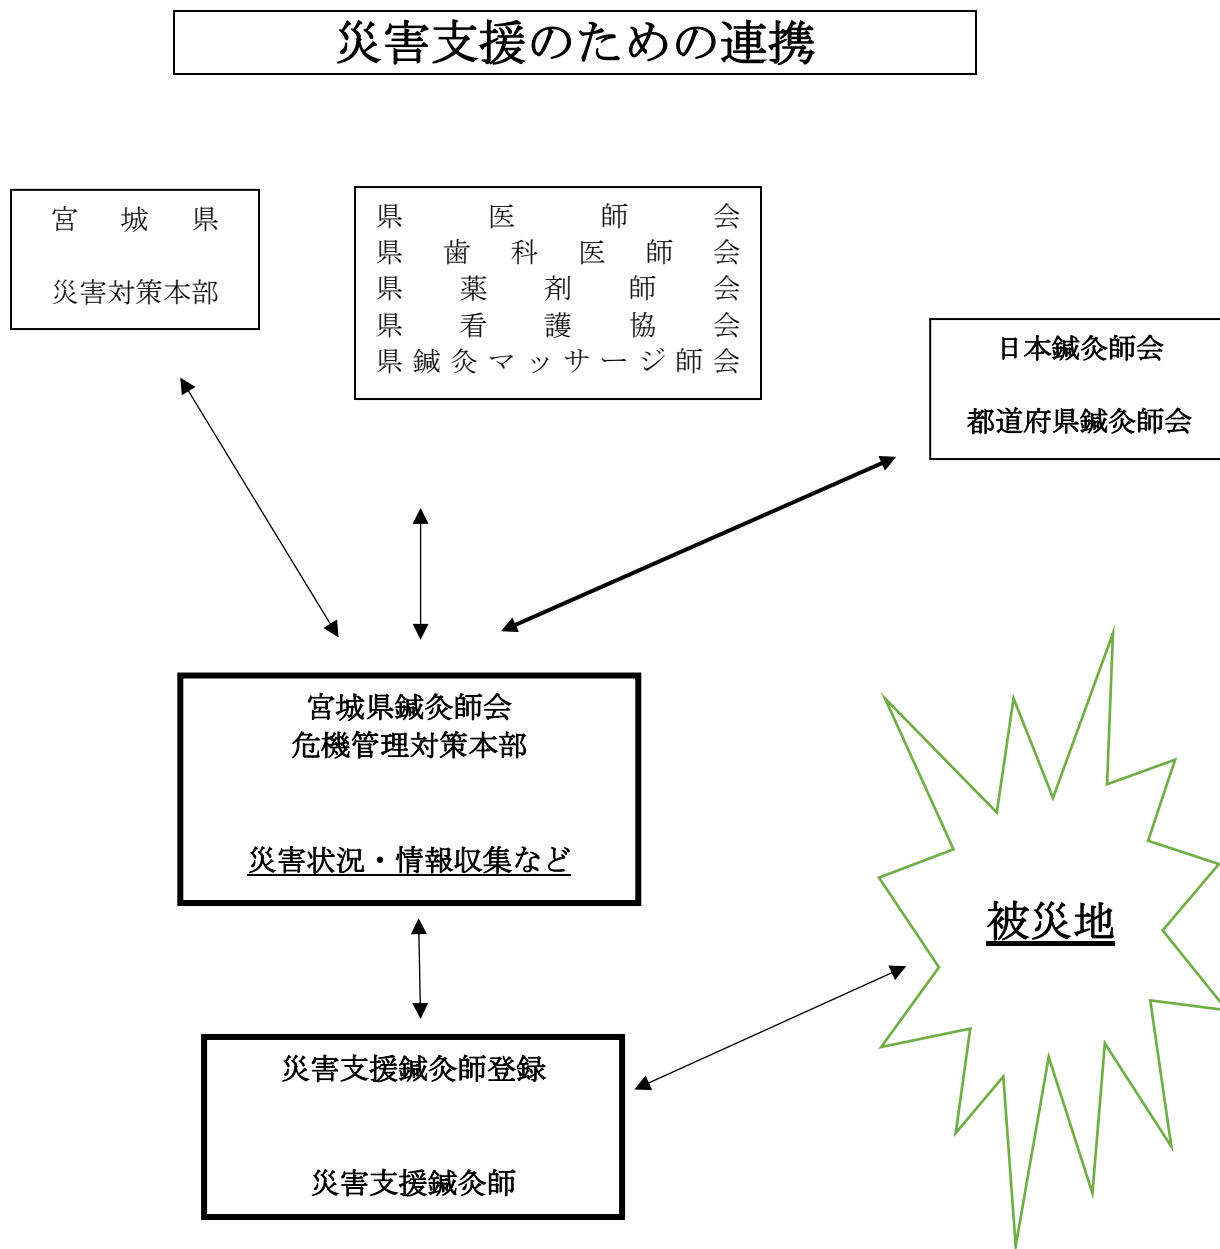 災害支援のための連携
宮城県
災害対策本部
県医師会
県歯科医師会
県薬剤師会
県看護協会
県鍼灸マッサージ師会
日本鍼灸師会
都道府県鍼灸師会
宮城県鍼灸師会
危機管理対策本部
災害状況・情報収集など
被災地
災害支援鍼灸師登録
災害支援鍼灸師